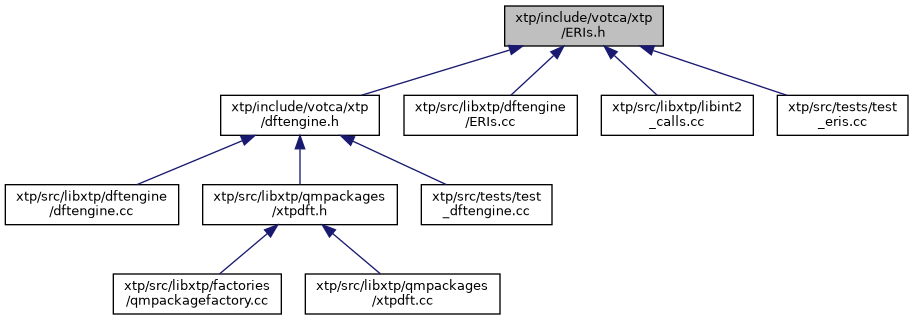 xtp/include/votca/xtp
/ERIs.h
xtp/include/votca/xtp
/dftengine.h
xtp/src/libxtp/dftengine
/ERIs.cc
xtp/src/libxtp/libint2
_calls.cc
xtp/src/tests/test
_eris.cc
xtp/src/libxtp/dftengine
/dftengine.cc
xtp/src/libxtp/qmpackages
/xtpdft.h
xtp/src/tests/test
_dftengine.cc
xtp/src/libxtp/factories
/qmpackagefactory.cc
xtp/src/libxtp/qmpackages
/xtpdft.cc